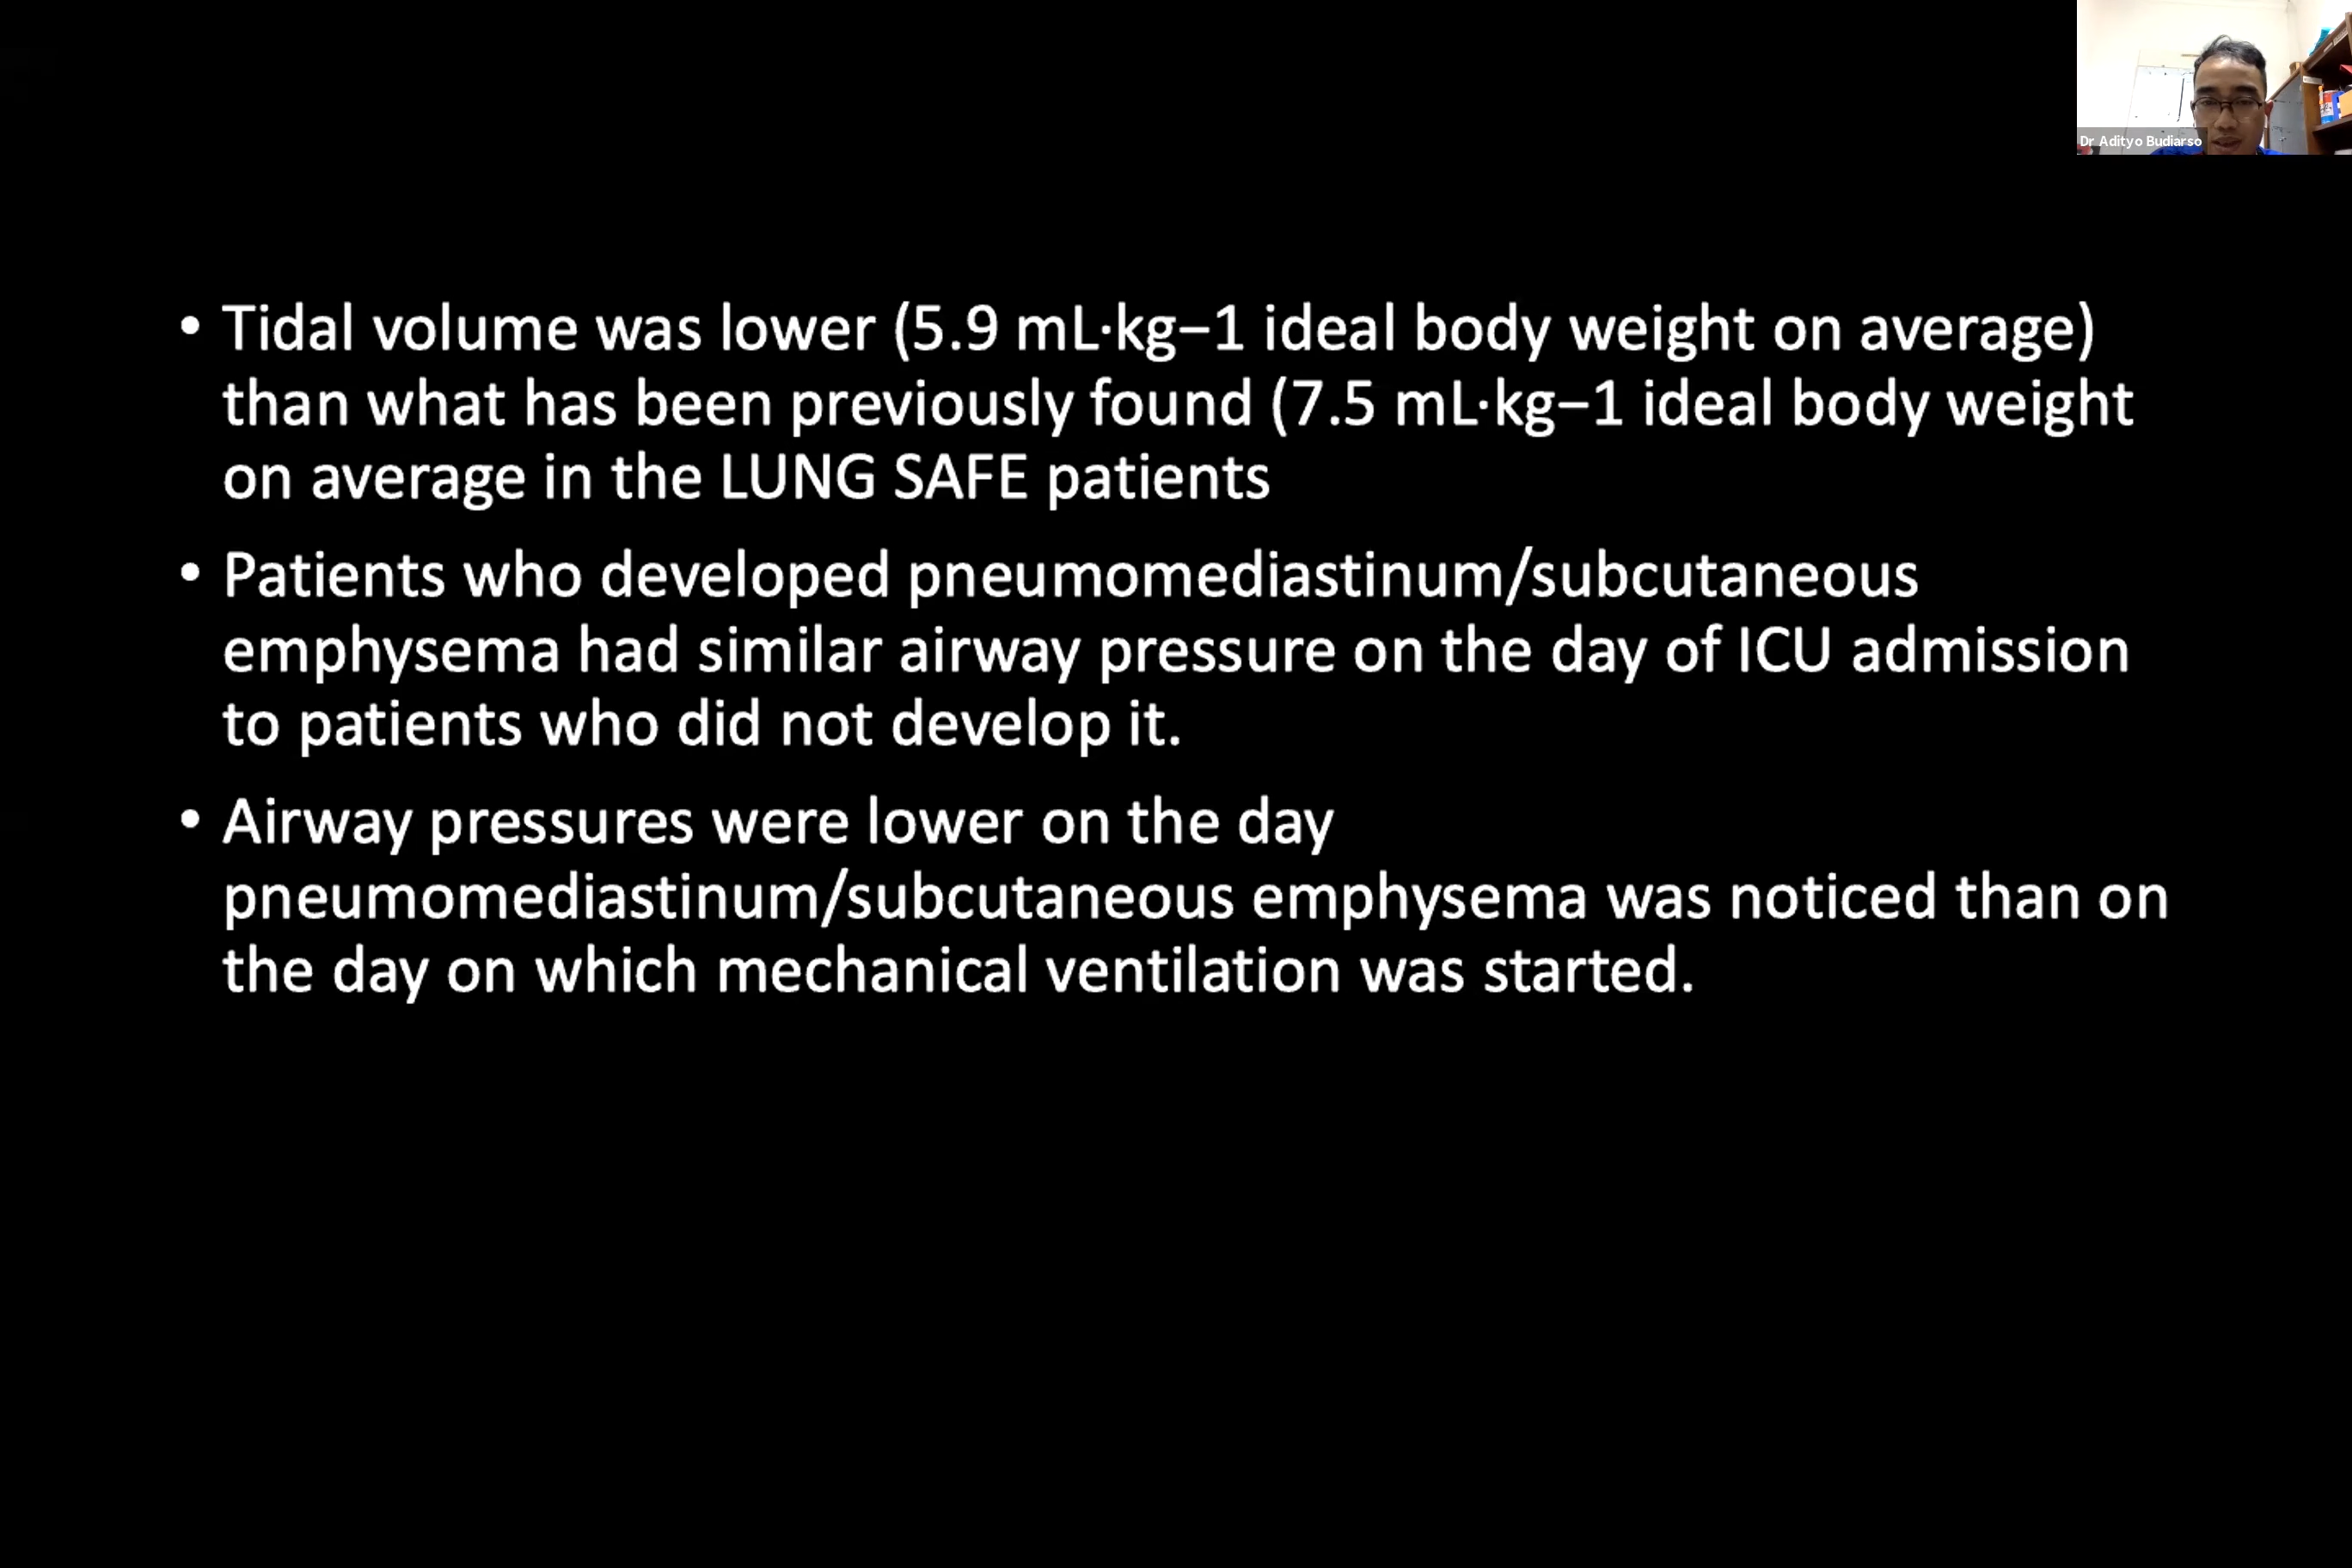 Dr Adityo Budiarso
• Tidal volume was lower (5.9 mL·kg−1 ideal body weight on average)
than what has been previously found (7.5 mL·kg−1 ideal body weight
on average in the LUNG SAFE patients
• Patients who developed pneumomediastinum/subcutaneous
emphysema had similar airway pressure on the day of ICU admission
to patients who did not develop it.
• Airway pressures were lower on the day
pneumomediastinum/subcutaneous emphysema was noticed than on
the day on which mechanical ventilation was started.